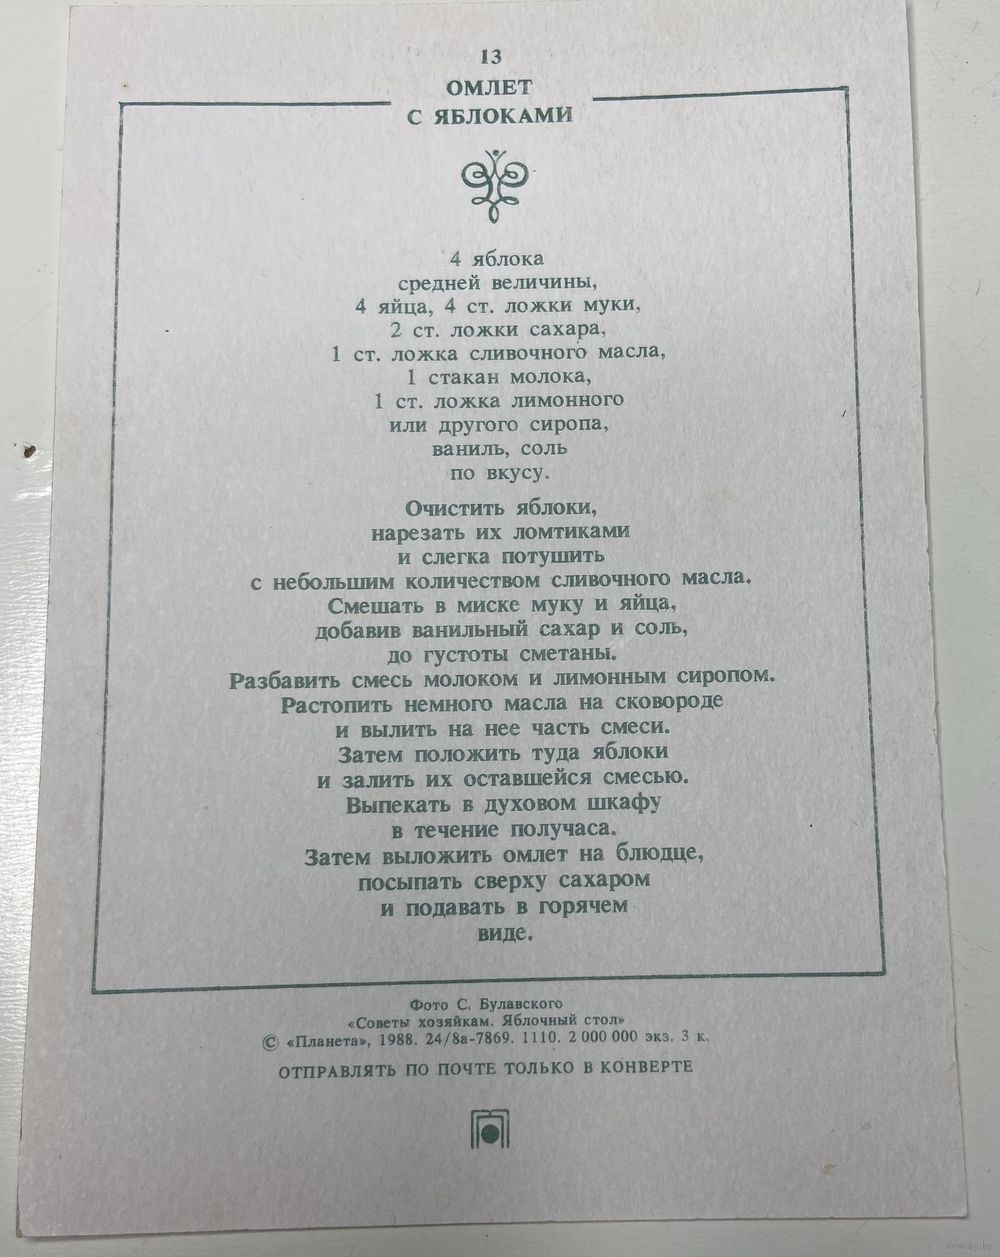 13
ОМЛЕТ
С ЯБЛОКАМИ
4 яблока
средней величины,
4 яйца, 4 ст. ложки муки,
2 ст. ложки сахара,
1 ст. ложка сливочного масла,
1 стакан молока,
1 ст. ложка лимонного
или другого сиропа,
ваниль, соль
по вкусу.
Очистить яблоки,
нарезать их ломтиками
и слегка потушить
с небольшим количеством сливочного масла.
Смешать в миске муку и яйца,
добавив ванильный сахар и соль,
до густоты сметаны.
Разбавить смесь молоком и лимонным сиропом.
Растопить немного масла на сковороде
и вылить на нее часть смеси.
Затем положить туда яблоки
и залить их оставшейся смесью.
Выпекать в духовом шкафу
в течение получаса.
Затем выложить омлет на блюдце,
посыпать сверху сахаром
и подавать в горячем
виде.
Фото С. Булавского
«Советы хозяйкам. Яблочный стол»
© «Планета», 1988. 24/8а-7869. 1110. 2 000 000 экз. 3 к.
ОТПРАВЛЯТЬ ПО ПОЧТЕ ТОЛЬКО В КОНВЕРТЕ
www.ay.by